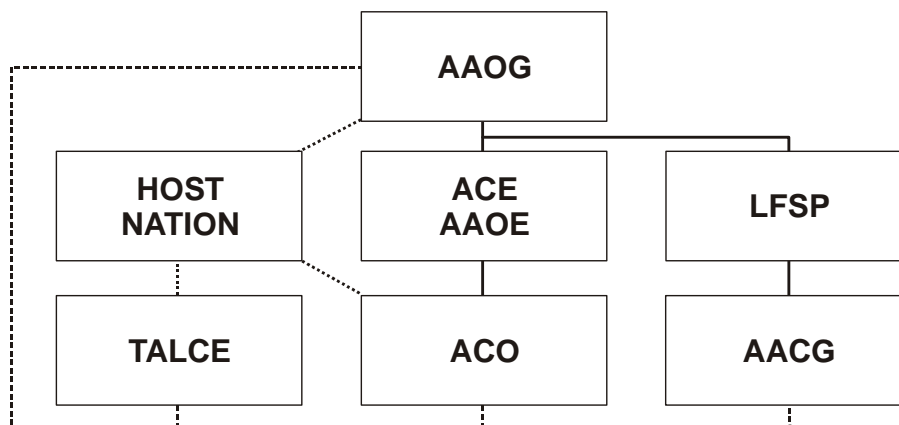 AAOG
HOST
NATION
ACE
AAOE
LFSP
TALCE
ACO
AACG